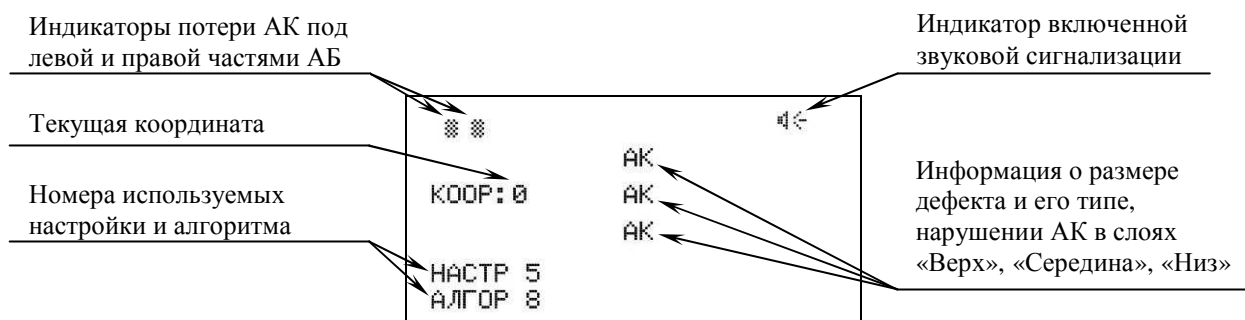 Индикаторы потери АК под
левой и правой частями АБ
Индикатор включенной
звуковой сигнализации
Текущая координата
Номера используемых
настройки и алгоритма
АК
КООР:0
АК
АК
НАСТР 5
АЛГОР 8
Информация о размере
дефекта и его типе,
нарушении АК в слоях
«Верх», «Середина», «Низ»